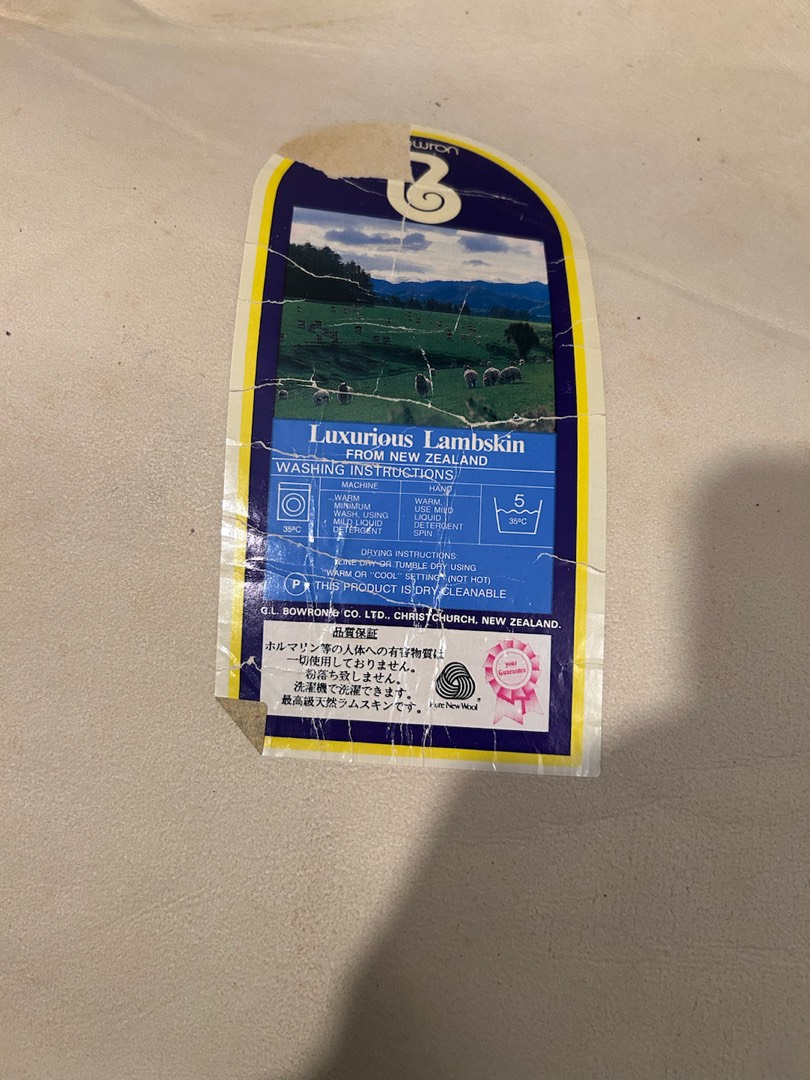 owron
Luxurious Lambskin
FROM NEW ZEALAND
WASHING INSTRUCTIONS
MACHINE
WARM
MINIMUM
WASH, USING
MILD LIQUID
DETERGENT
HAND
WARM,
USE MILD
LIQUID
DETERGENT
SPIN
35ºC
5
35ºC
DRYING INSTRUCTIONS:
LINE DRY OR TUMBLE DRY USING
"WARM OR "COOL" SETTING (NOT HOT)
P THIS PRODUCT IS DRY CLEANABLE
G.L. BOWRON & CO. LTD., CHRISTCHURCH, NEW ZEALAND.
品質保証
ホルマリン等の人体への有害物質は
一切使用しておりません。
粉落ち致しません。
洗濯機で洗濯できます。
最高級天然ラムスキンです。
Pure New Wool
your
Guarantee